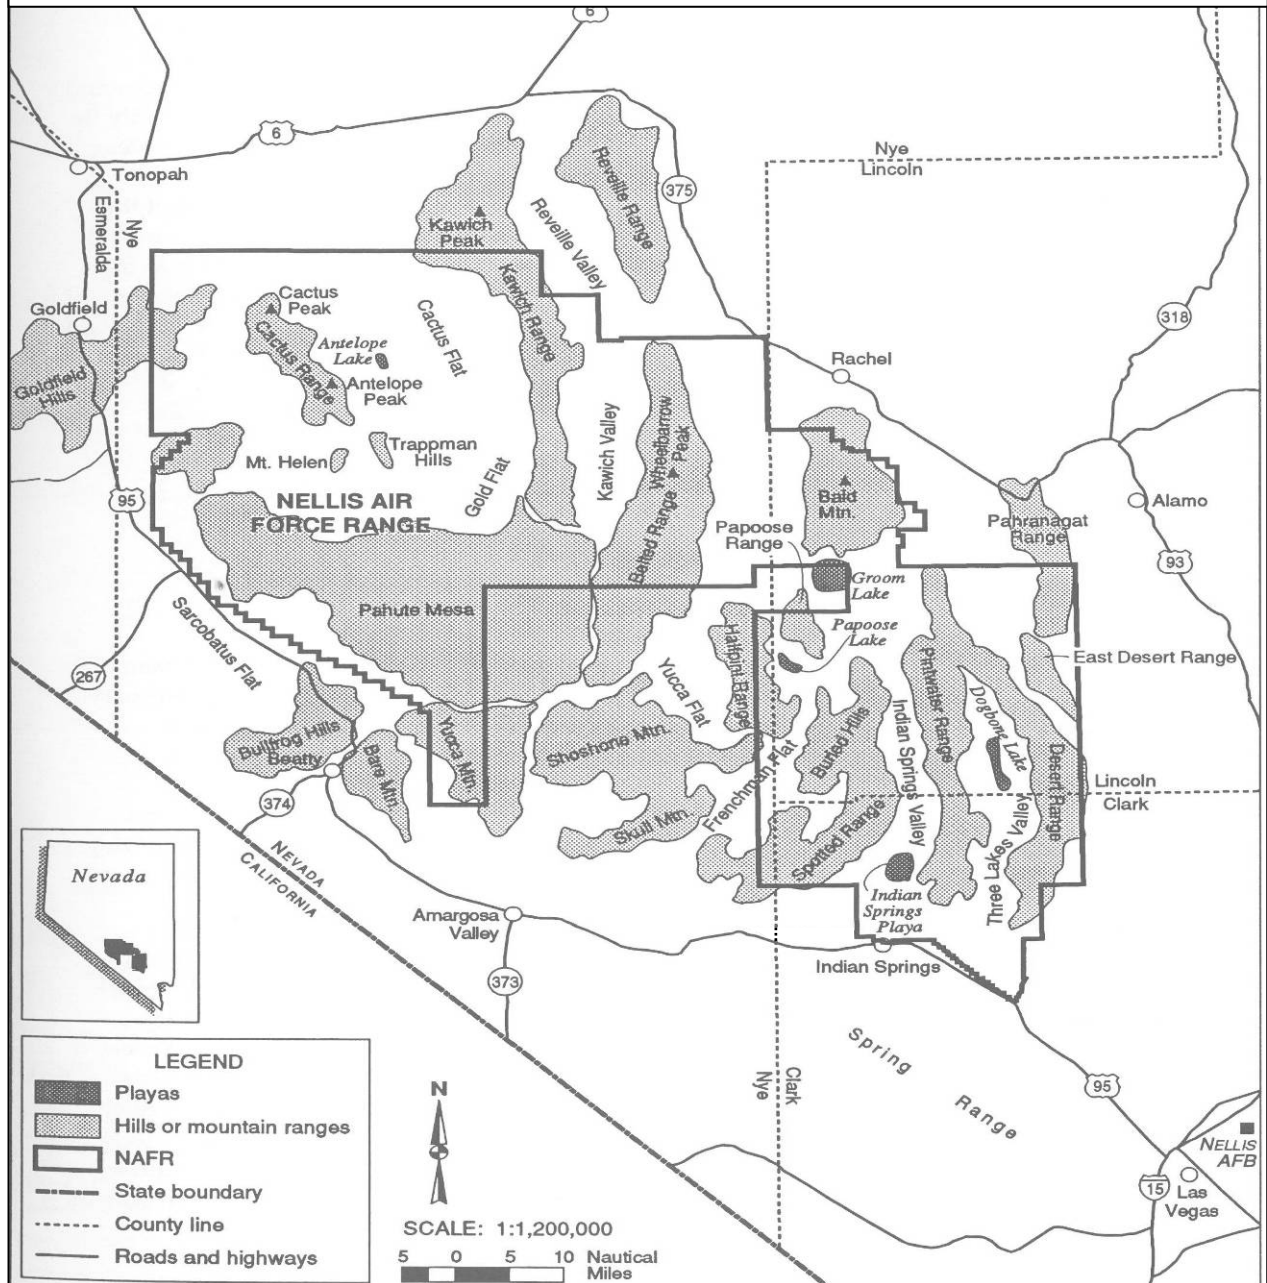 6
6
Tonopah
Nye
Lincoln
375
Esmeralda
Nye
Kawich
Peak
Reveille Range
Reveille Valley
Kawich Range
Goldfield
Cactus
Peak
Cactus Range
Antelope
Lake
Antelope
Peak
Cactus Flat
318
Rachel
Goldfield
Hills
Mt. Helen
Trappman
Hills
Gold Flat
Kawich Valley
Wheelbarrow
Peak
Belted Range
95
NELLIS AIR
FORCE RANGE
Bald
Mtn.
Papoose
Range
Pahranagat
Range
Alamo
93
Groom
Lake
Pahute Mesa
Papoose
Lake
Sarcobatus Flat
267
Halfpint Range
Yucca Flat
East Desert Range
Pintwater Range
Dogbone Lake
Indian Springs Valley
Buried Hills
Bullfrog Hills
Beatty
Bare Mtn.
Yucca Mtn.
Shoshone Mtn.
Frenchman Flat
Desert Range
Lincoln
Clark
374
Skull Mtn.
Spotted Range
Three Lakes Valley
NEVADA
CALIFORNIA
Nevada
Indian
Springs
Playa
Amargosa
Valley
Indian Springs
373
Spring
Range
Clark
Nye
95
NELLIS
AFB
15
Las
Vegas
LEGEND
Playas
Hills or mountain ranges
NAFR
State boundary
County line
Roads and highways
N
SCALE: 1:1,200,000
5 0 5 10 Nautical
Miles